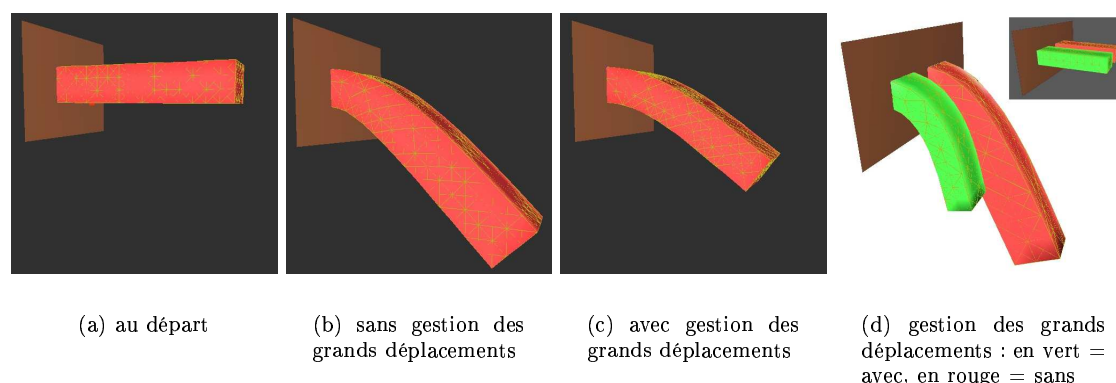 (a) au départ
(b) sans gestion des
grands déplacements
(c) avec gestion des
grands déplacements
(d) gestion des grands
déplacements : en vert =
avec, en rouge = sans